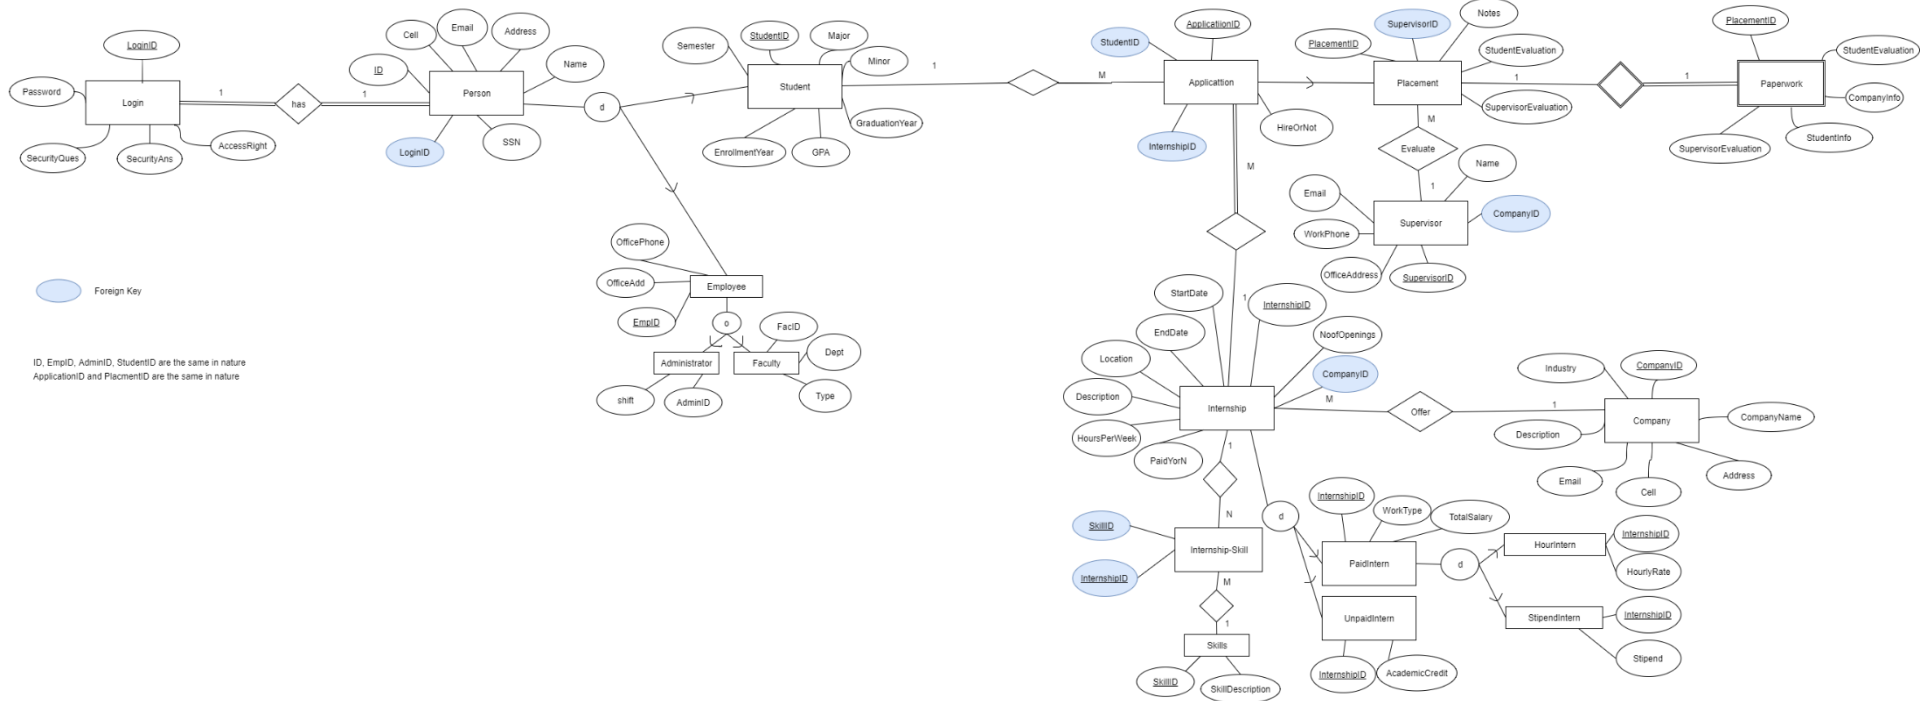 LoginID
Login
Password
SecurityQues
SecurityAns
AccessRight
1
has
1
Cell
Email
Address
ID
Name
Person
LoginID
SSN
d
Semester
StudentID
Major
Minor
Student
GraduationYear
EnrollmentYear
GPA
1
M
StudentID
ApplicatiionID
Applicattion
InternshipID
HireOrNot
SupervisorID
Notes
PlacementID
StudentEvaluation
Placement
SupervisorEvaluation
1
1
PlacementID
StudentEvaluation
Paperwork
CompanyInfo
StudentInfo
SupervisorEvaluation
M
Evaluate
1
Name
Email
CompanyID
Supervisor
WorkPhone
OfficeAddress
SupervisorID
M
1
OfficePhone
OfficeAdd
Employee
EmpID
o
FacID
Dept
Administrator
Faculty
shift
AdminID
Type
Foreign Key
ID, EmpID, AdminID, StudentID are the same in nature
ApplicationID and PlacmentID are the same in nature
StartDate
InternshipID
EndDate
NoofOpenings
Location
CompanyID
Description
Internship
HoursPerWeek
PaidYorN
M
Offer
1
Industry
CompanyID
CompanyName
Company
Description
Address
Email
Cell
1
N
SkillID
Internship-Skill
InternshipID
M
1
Skills
SkillID
SkillDescription
d
InternshipID
WorkType
TotalSalary
PaidIntern
d
HourIntern
InternshipID
HourlyRate
UnpaidIntern
StipendIntern
InternshipID
Stipend
InternshipID
AcademicCredit